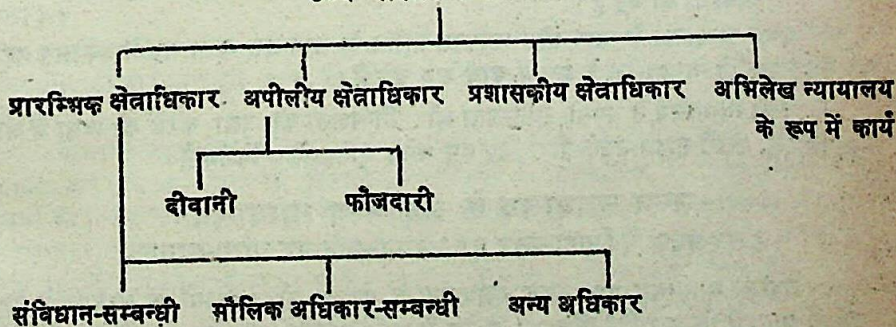 प्रारम्भिक क्षेत्राधिकार अपीलीय क्षेत्राधिकार प्रशासकीय क्षेत्राधिकार अभिलेख न्यायालय
के रूप में कार्य
दीवानी फौजदारी
संविधान-सम्बन्धी मौलिक अधिकार-सम्बन्धी अन्य अधिकार